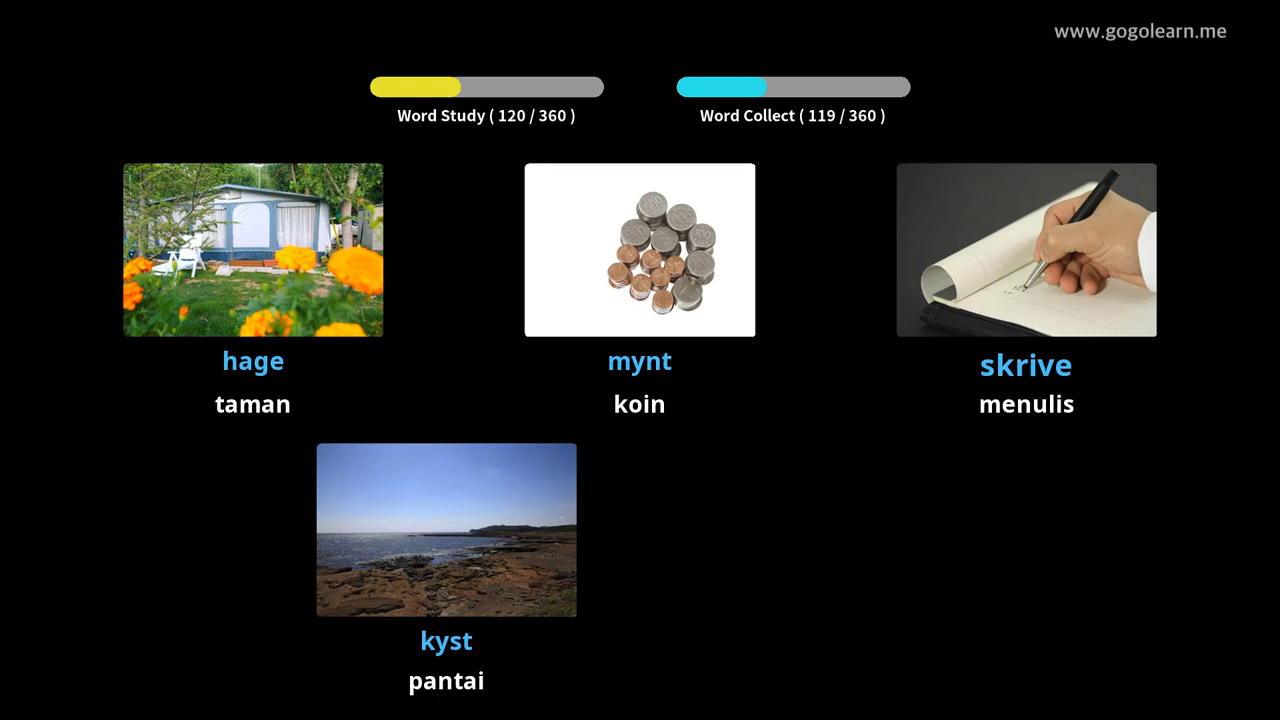 www.gogolearn.me
Word Study ( 120 / 360 )
Word Collect ( 119 / 360 )
hage
taman
mynt
koin
skrive
menulis
kyst
pantai